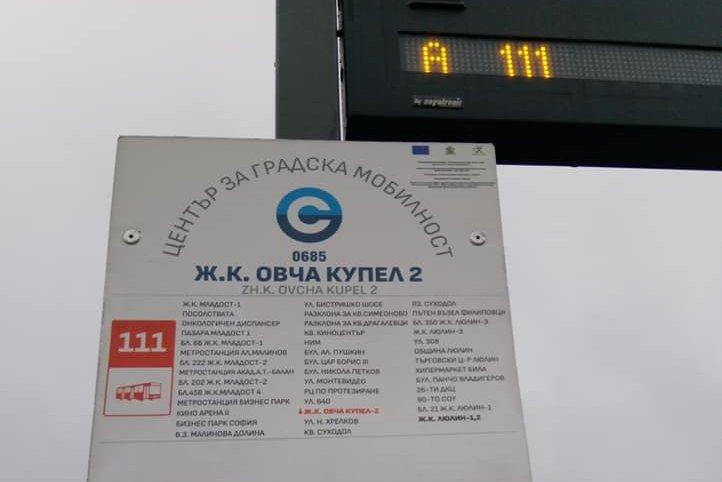 A 111
ЦЕНТЪР ЗА ГРАДСКА МОБИЛНОСТ
0685
Ж.К. ОВЧА КУПЕЛ 2
ZH.K. OVCHA KUPEL 2
111
Ж.К. МЛАДОСТ-1
ПОСОЛСТВАТА
ОНКОЛОГИЧЕН ДИСПАНСЕР
ПАЗАРА МЛАДОСТ 1
БЛ. 66 Ж.К. МЛАДОСТ-1
МЕТРОСТАНЦИЯ АЛ.МАЛИНОВ
БЛ. 222 Ж.К. МЛАДОСТ-2
МЕТРОСТАНЦИЯ АКАД.А.Т.-БАЛАН
БЛ. 202 Ж.К. МЛАДОСТ-2
БЛ.458 Ж.К.МЛАДОСТ 4
МЕТРОСТАНЦИЯ БИЗНЕС ПАРК
КИНО АРЕНА II
БИЗНЕС ПАРК СОФИЯ
В.З. МАЛИНОВА ДОЛИНА
УЛ. БИСТРИШКО ШОСЕ
РАЗКЛОНА ЗА КВ.СИМЕОНОВО
РАЗКЛОНА ЗА КВ.ДРАГАЛЕВЦИ
КВ. КИНОЦЕНТЪР
НИМ
БУЛ. АЛ. ПУШКИН
БУЛ. ЦАР БОРИС III
БУЛ. НИКОЛА ПЕТКОВ
УЛ. МОНТЕВИДЕО
РЦ ПО ПРОТЕЗИРАНЕ
УЛ. 640
Ж.К. ОВЧА КУПЕЛ-2
УЛ. Н. ХРЕЛКОВ
КВ. СУХОДОЛ
ЯЗ. СУХОДОЛ
ПЪТЕН ВЪЗЕЛ ФИЛИПОВЦИ
БЛ. 350 Ж.К. ЛЮЛИН-3
Ж.К. ЛЮЛИН-3
УЛ. 308
ОБЩИНА ЛЮЛИН
ТЪРГОВСКИ Ц-Р ЛЮЛИН
ХИПЕРМАРКЕТ БИЛА
БУЛ. ПАНЧО ВЛАДИГЕРОВ
26-ТИ ДКЦ
90-ТО СОУ
БЛ. 21 Ж.К. ЛЮЛИН-1
Ж.К. ЛЮЛИН-1,2